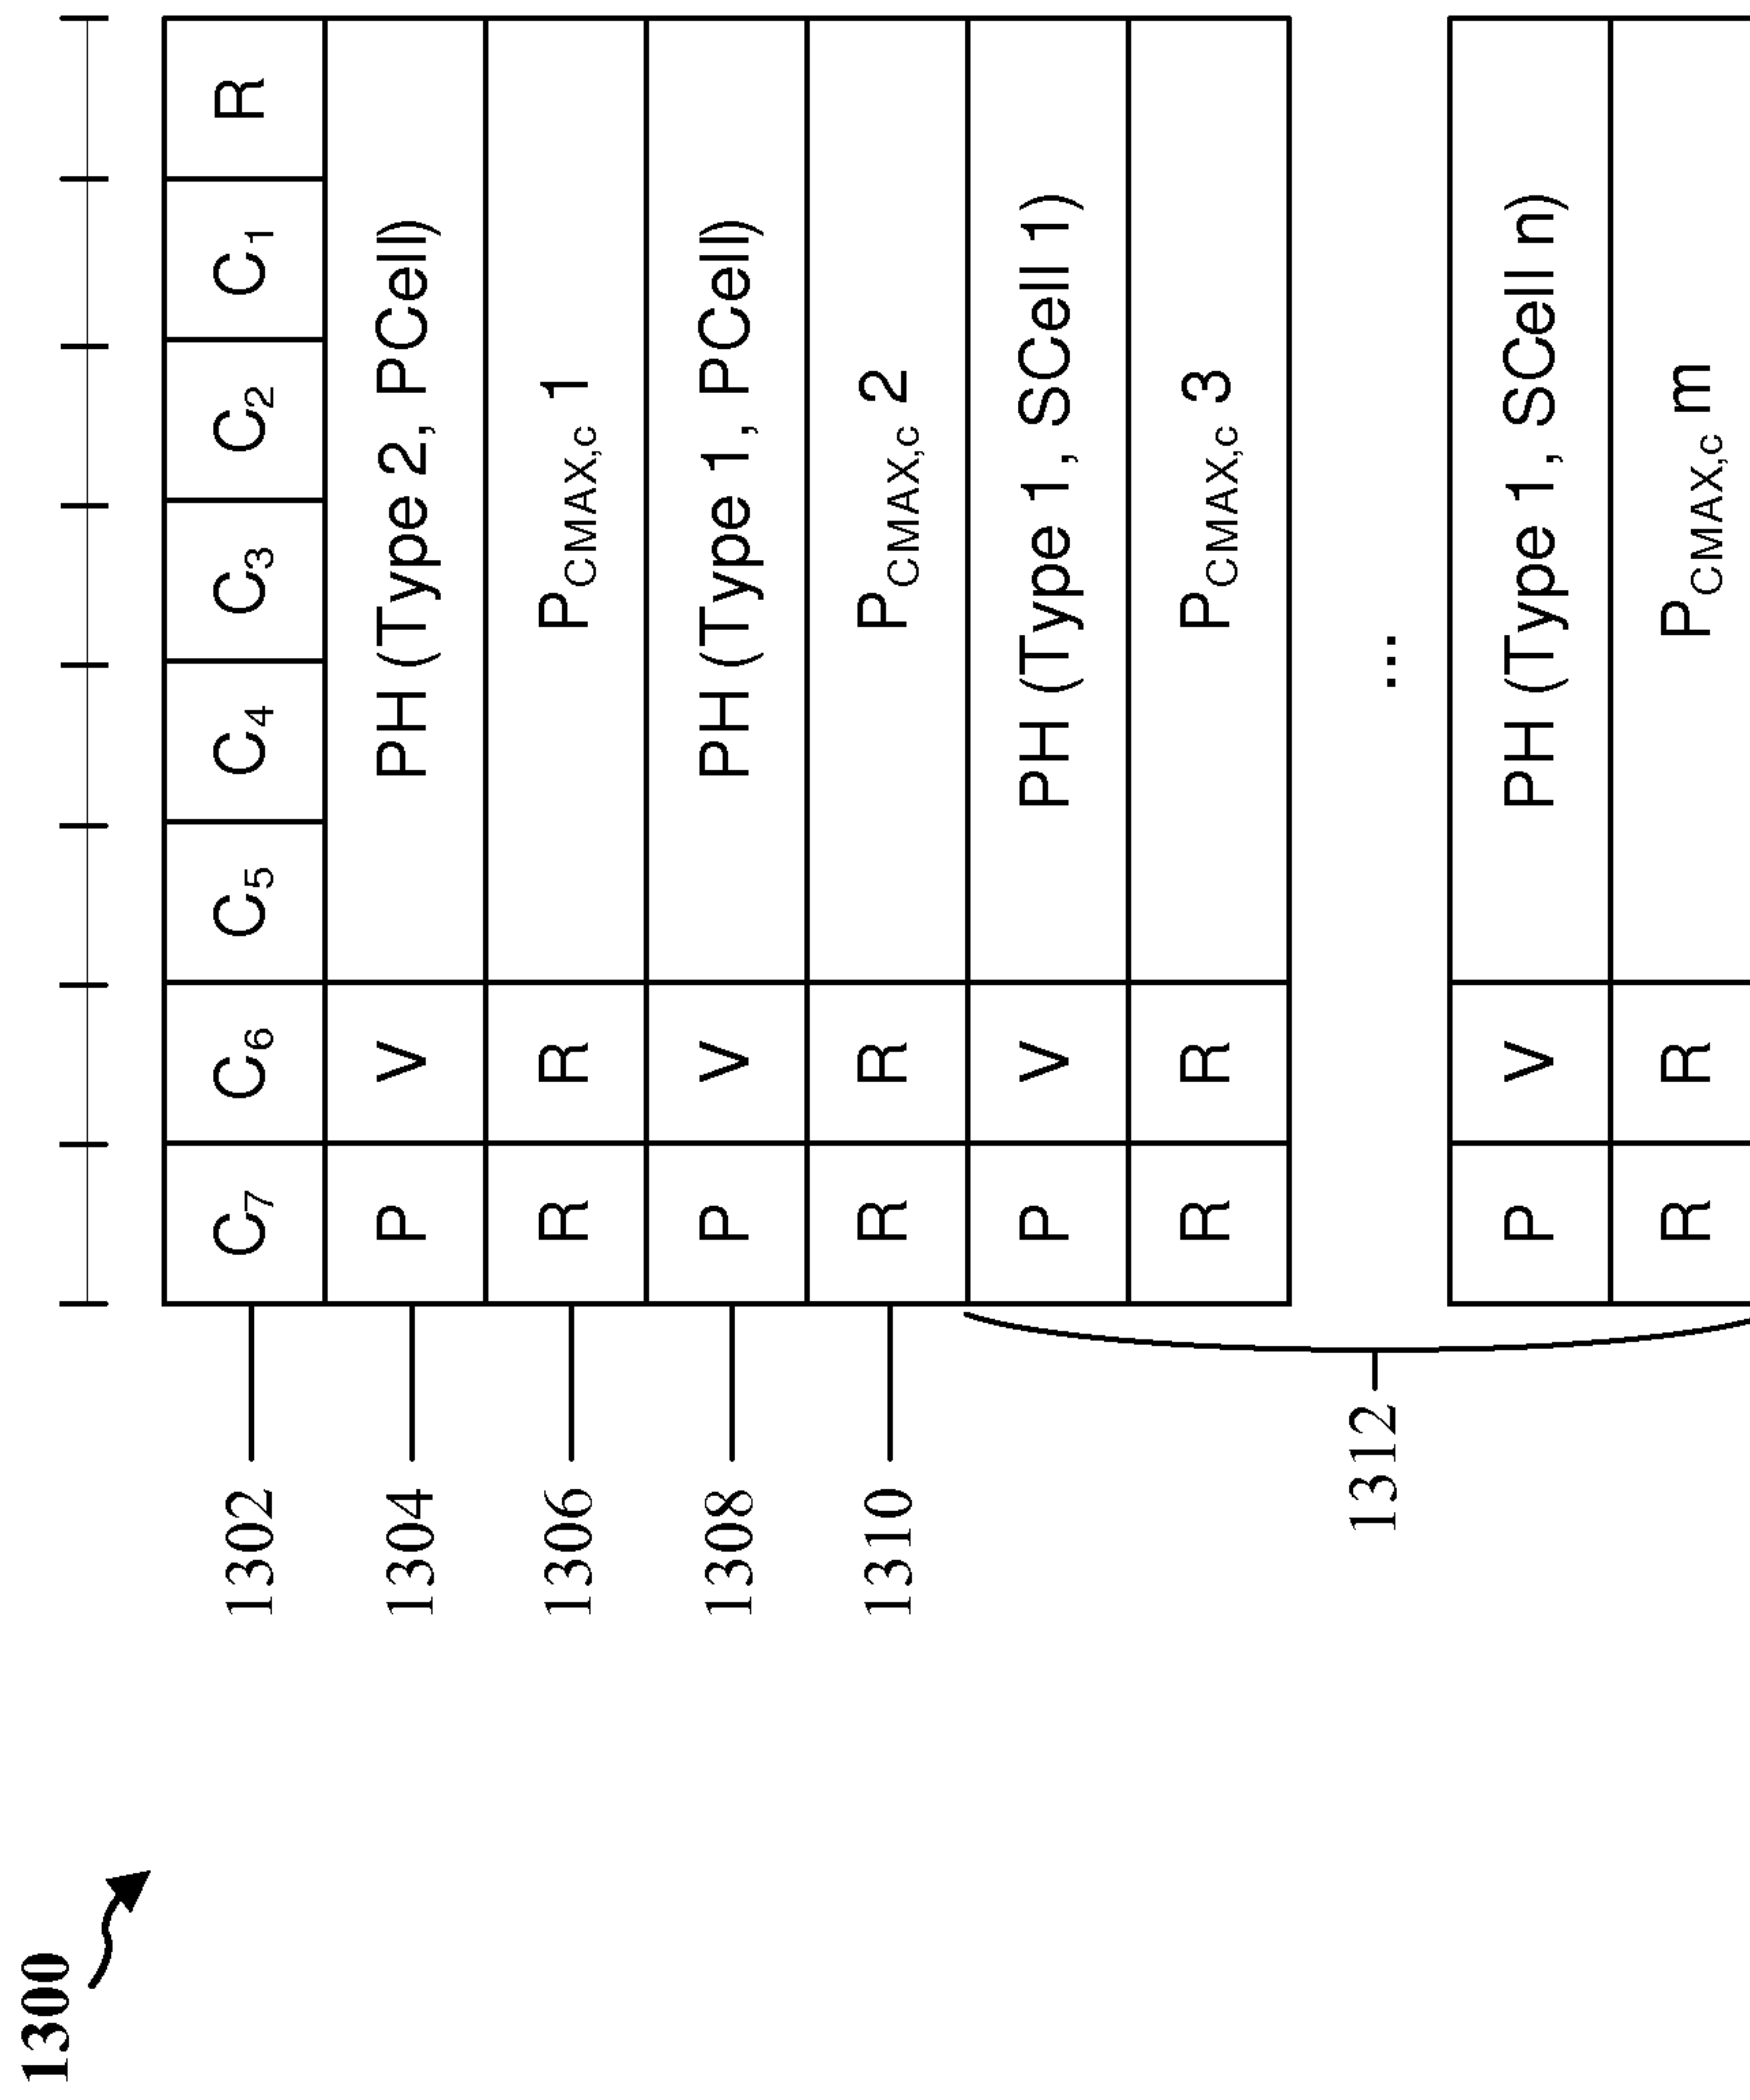 1300
1302 C7 C6 C5 C4 C3 C2 C1 R
1304 P V PH (Type 2, PCell)
1306 R R PCMAX,c 1
1308 P V PH (Type 1, PCell)
1310 R R PCMAX,c 2
P V PH (Type 1, SCell 1)
R R PCMAX,c 3
1312 ...
P V PH (Type 1, SCell n)
R R PCMAX,c m